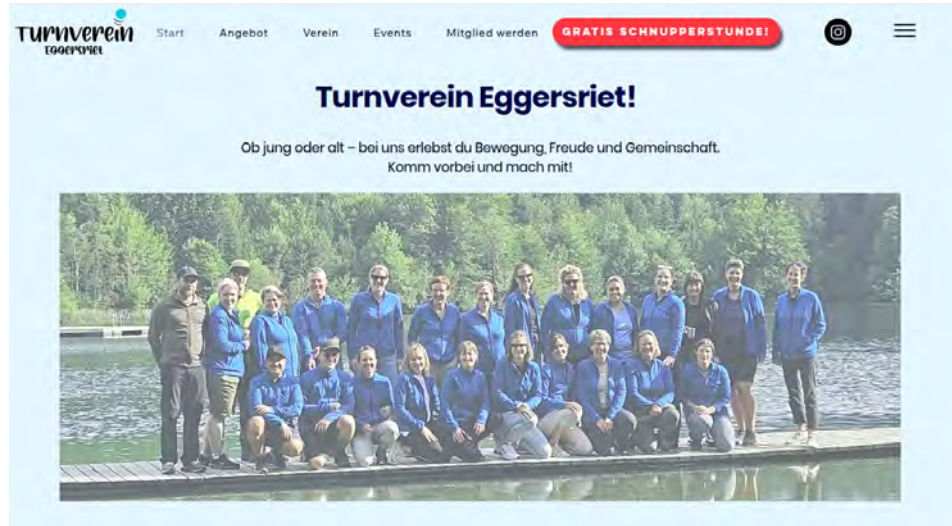 Turnverein
Eggersriet
Start
Angebot
Verein
Events
Mitglied werden
GRATIS SCHNUPPERSTUNDE!
Turnverein Eggersriet!
Ob jung oder alt – bei uns erlebst du Bewegung, Freude und Gemeinschaft.
Komm vorbei und mach mit!